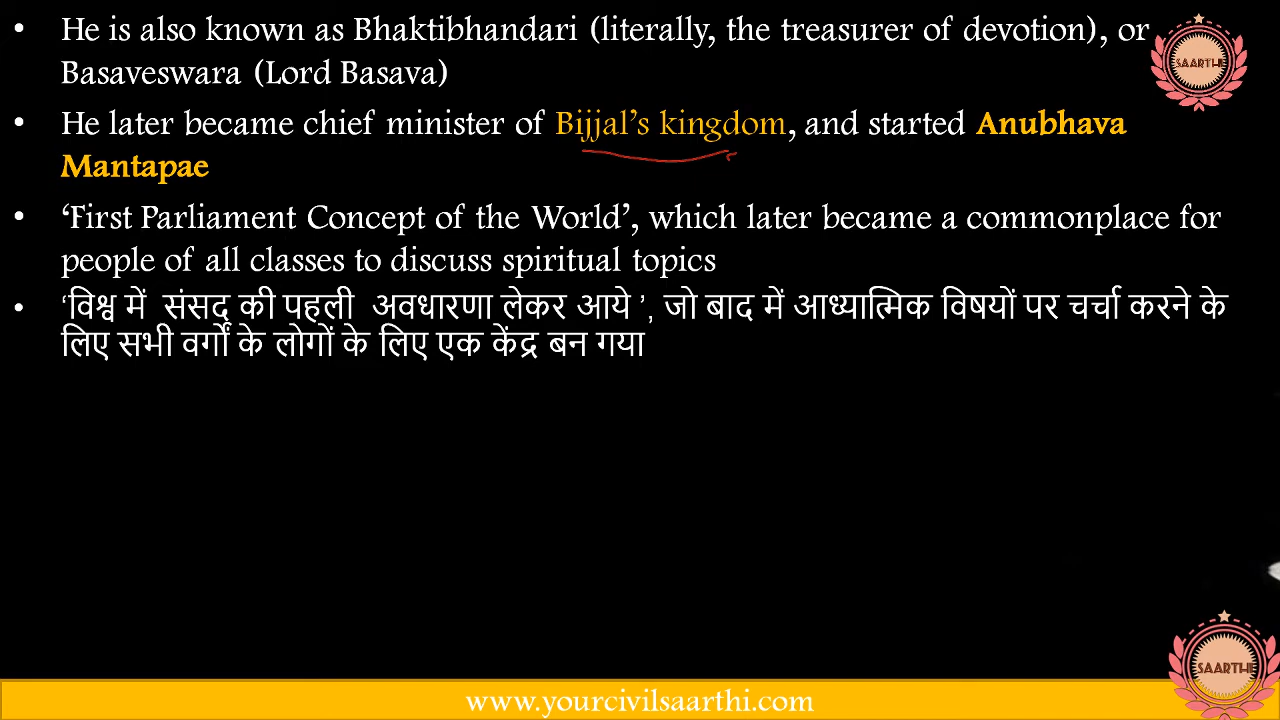 • He is also known as Bhaktibhandari (literally, the treasurer of devotion), or
Basaveswara (Lord Basava)
• He later became chief minister of Bijjal’s kingdom, and started Anubhava
Mantapae
• ‘First Parliament Concept of the World’, which later became a commonplace for
people of all classes to discuss spiritual topics
• ‘विश्व में संसद की पहली अवधारणा लेकर आये ’, जो बाद में आध्यात्मिक विषयों पर चर्चा करने के
लिए सभी वर्गों के लोगों के लिए एक केंद्र बन गया
SAARTHI
SAARTHI
www.yourcivilsaarthi.com